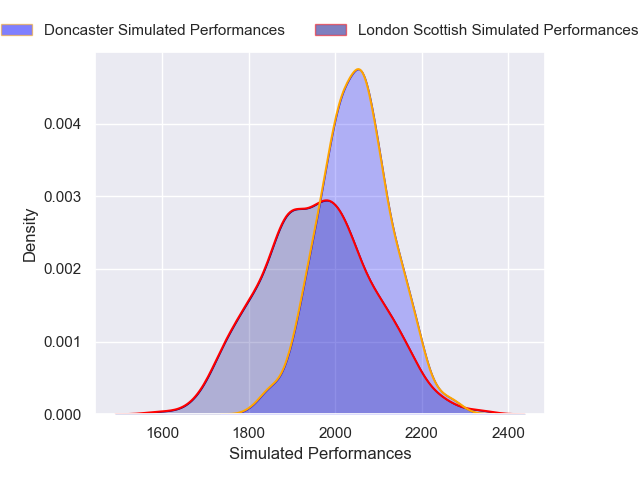 Doncaster Simulated Performances London Scottish Simulated Performances
0.004
0.003
0.002
0.001
0.000
Density
1600 1800 2000 2200 2400
Simulated Performances